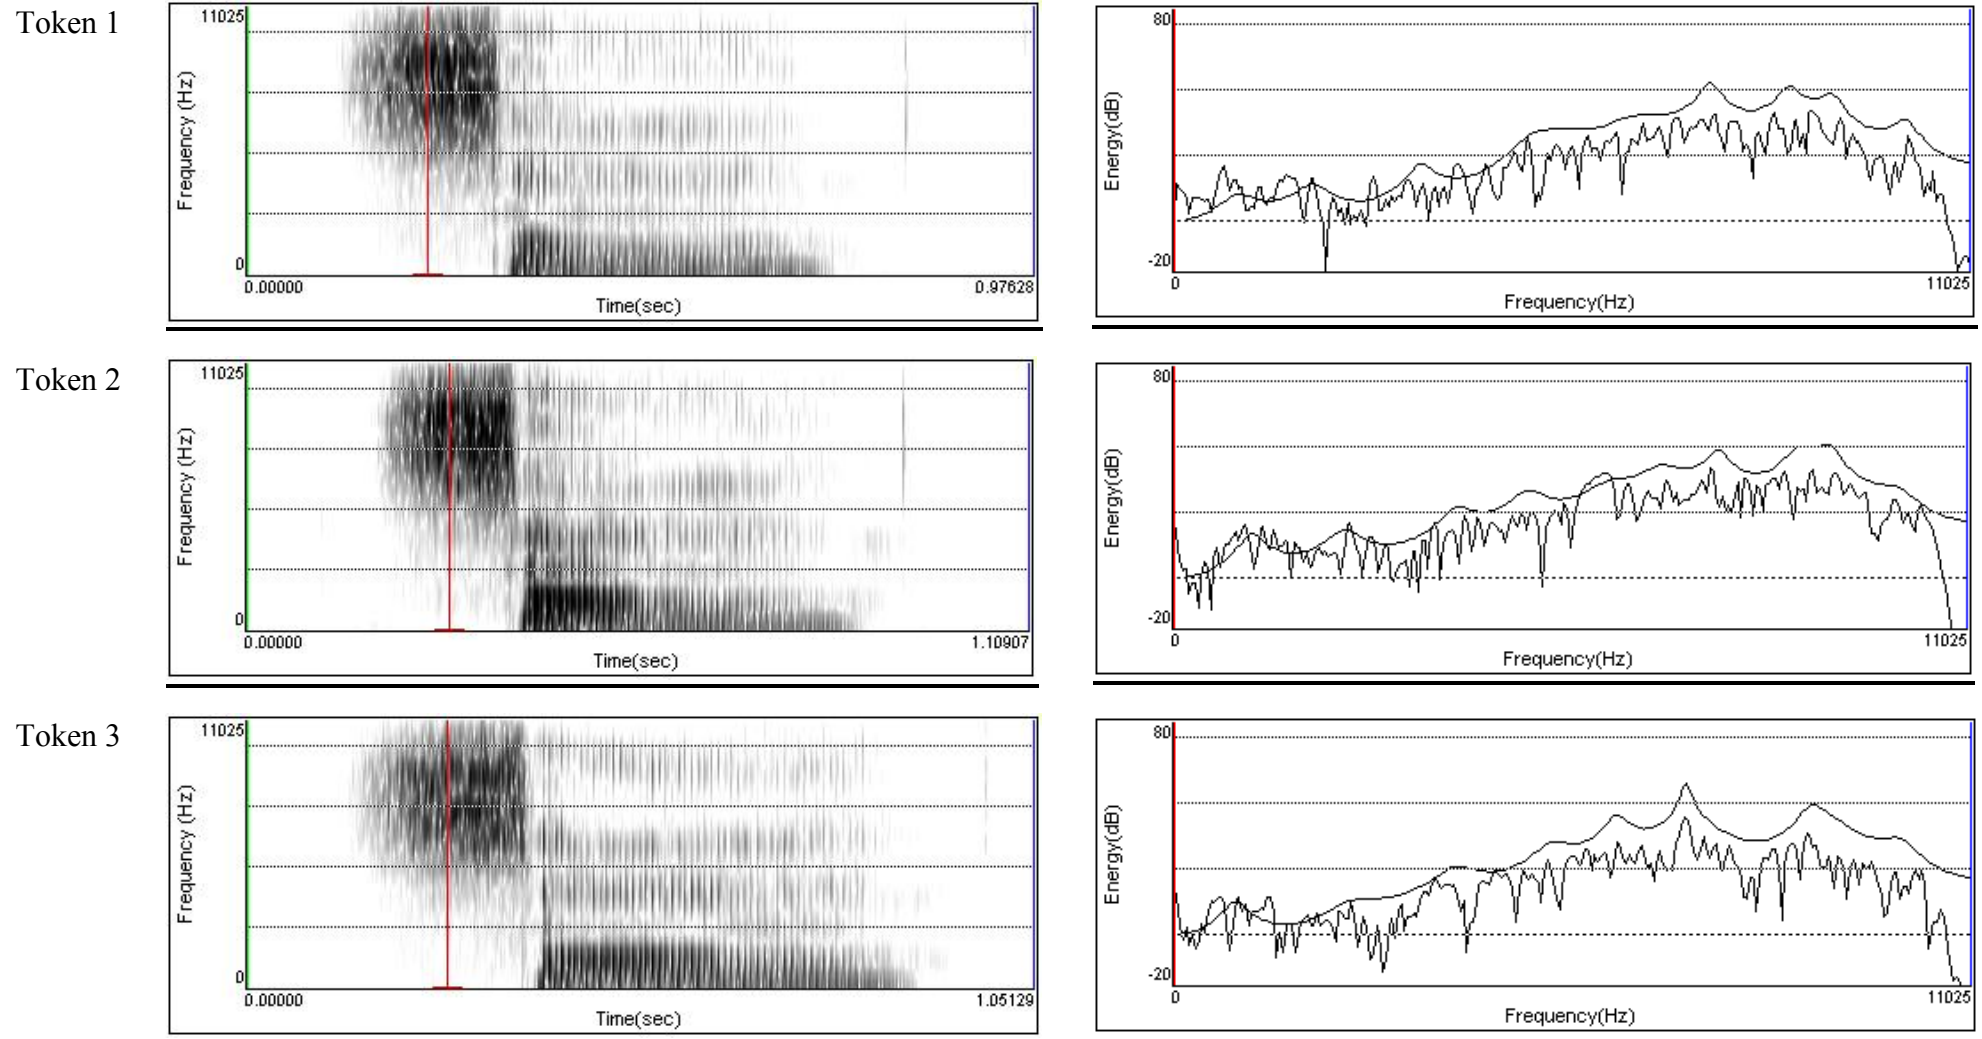 Token 1
11025
Frequency (Hz)
0
0.00000
0.97628
Time(sec)
80
Energy(dB)
-20
0
11025
Frequency(Hz)
Token 2
11025
Frequency (Hz)
0
0.00000
1.10907
Time(sec)
80
Energy(dB)
-20
0
11025
Frequency(Hz)
Token 3
11025
Frequency (Hz)
0
0.00000
1.05129
Time(sec)
80
Energy(dB)
-20
0
11025
Frequency(Hz)